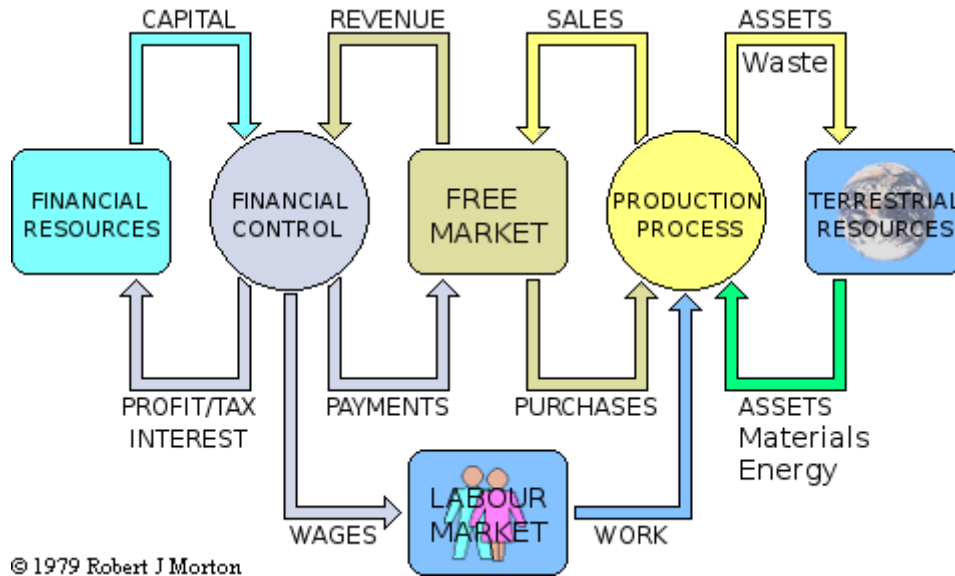 CAPITAL
REVENUE
SALES
ASSETS
Waste
FINANCIAL
RESOURCES
FINANCIAL
CONTROL
FREE
MARKET
PRODUCTION
PROCESS
TERRESTRIAL
RESOURCES
PROFIT/TAX
INTEREST
PAYMENTS
PURCHASES
ASSETS
Materials
Energy
LABOUR
MARKET
WAGES
WORK
© 1979 Robert J Morton